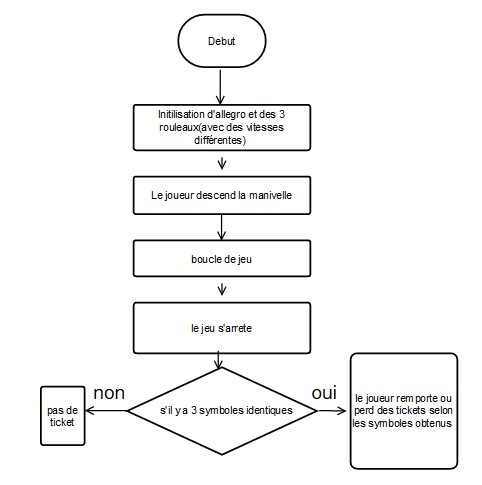 Debut
Initilisation d'allegro et des 3
rouleaux(avec des vitesses
différentes)
Le joueur descend la manivelle
boucle de jeu
le jeu s'arrete
s'il y a 3 symboles identiques
non
oui
pas de
ticket
le joueur remporte ou
perd des tickets selon
les symboles obtenus